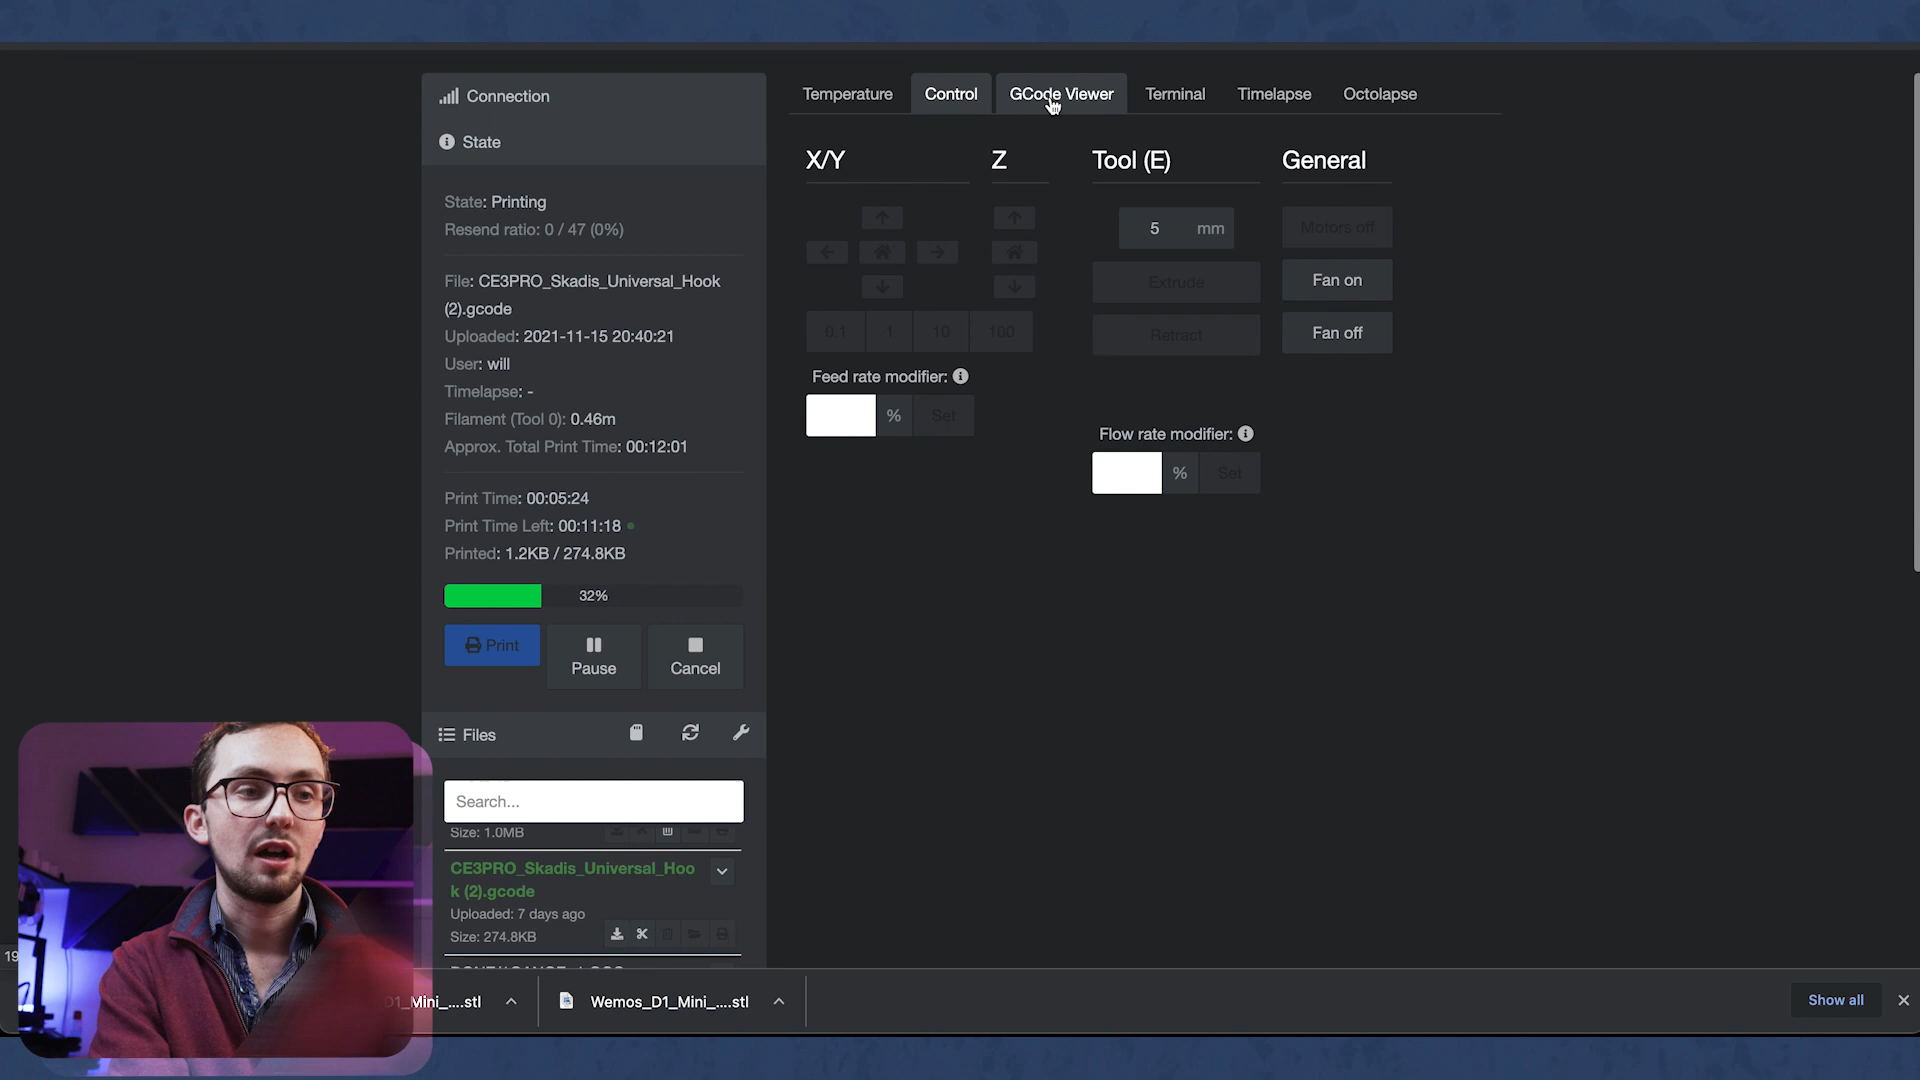 Connection
State
State: Printing
Resend ratio: 0 / 47 (0%)
File: CE3PRO_Skadis_Universal_Hook
(2).gcode
Uploaded: 2021-11-15 20:40:21
User: will
Timelapse: -
Filament (Tool 0): 0.46m
Approx. Total Print Time: 00:12:01
Print Time: 00:05:24
Print Time Left: 00:11:18
Printed: 1.2KB / 274.8KB
32%
Print
Pause
Cancel
Files
Search...
Size: 1.0MB
CE3PRO_Skadis_Universal_Hoo
k (2).gcode
Uploaded: 7 days ago
Size: 274.8KB
Temperature
Control
GCode Viewer
Terminal
Timelapse
Octolapse
X/Y
Z
Tool (E)
General
5 mm
Motors off
Extrude
Fan on
Retract
Fan off
0.1 1 10 100
Feed rate modifier:
% Set
Flow rate modifier:
% Set
19
D1_Mini_....stl
Wemos_D1_Mini_....stl
Show all